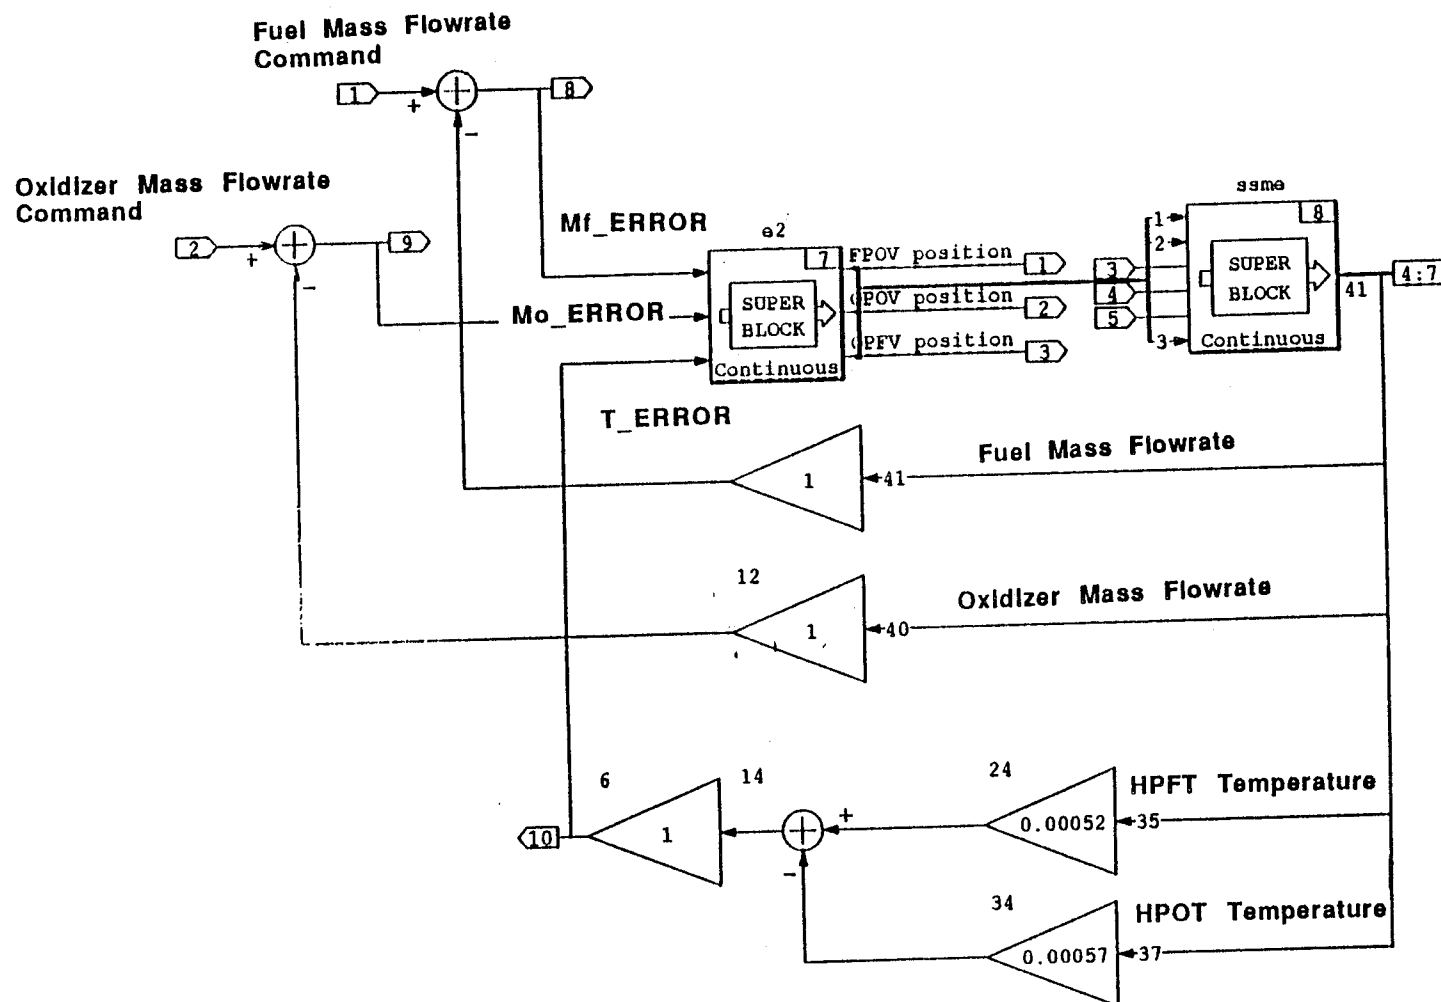 Fuel Mass Flowrate
Command
1
+
-
8
Oxidizer Mass Flowrate
Command
2
+
-
9
Mf_ERROR
Mo_ERROR
T_ERROR
e2
7
SUPER
BLOCK
Continuous
FPOV position
1
position
2
position
3
ssme
8
1
2
3
4
5
3
SUPER
BLOCK
Continuous
41
4:7
Fuel Mass Flowrate
1
41
12
Oxidizer Mass Flowrate
1
40
6
14
24
HPFT Temperature
10
1
+
-
0.00052
35
34
HPOT Temperature
0.00057
37